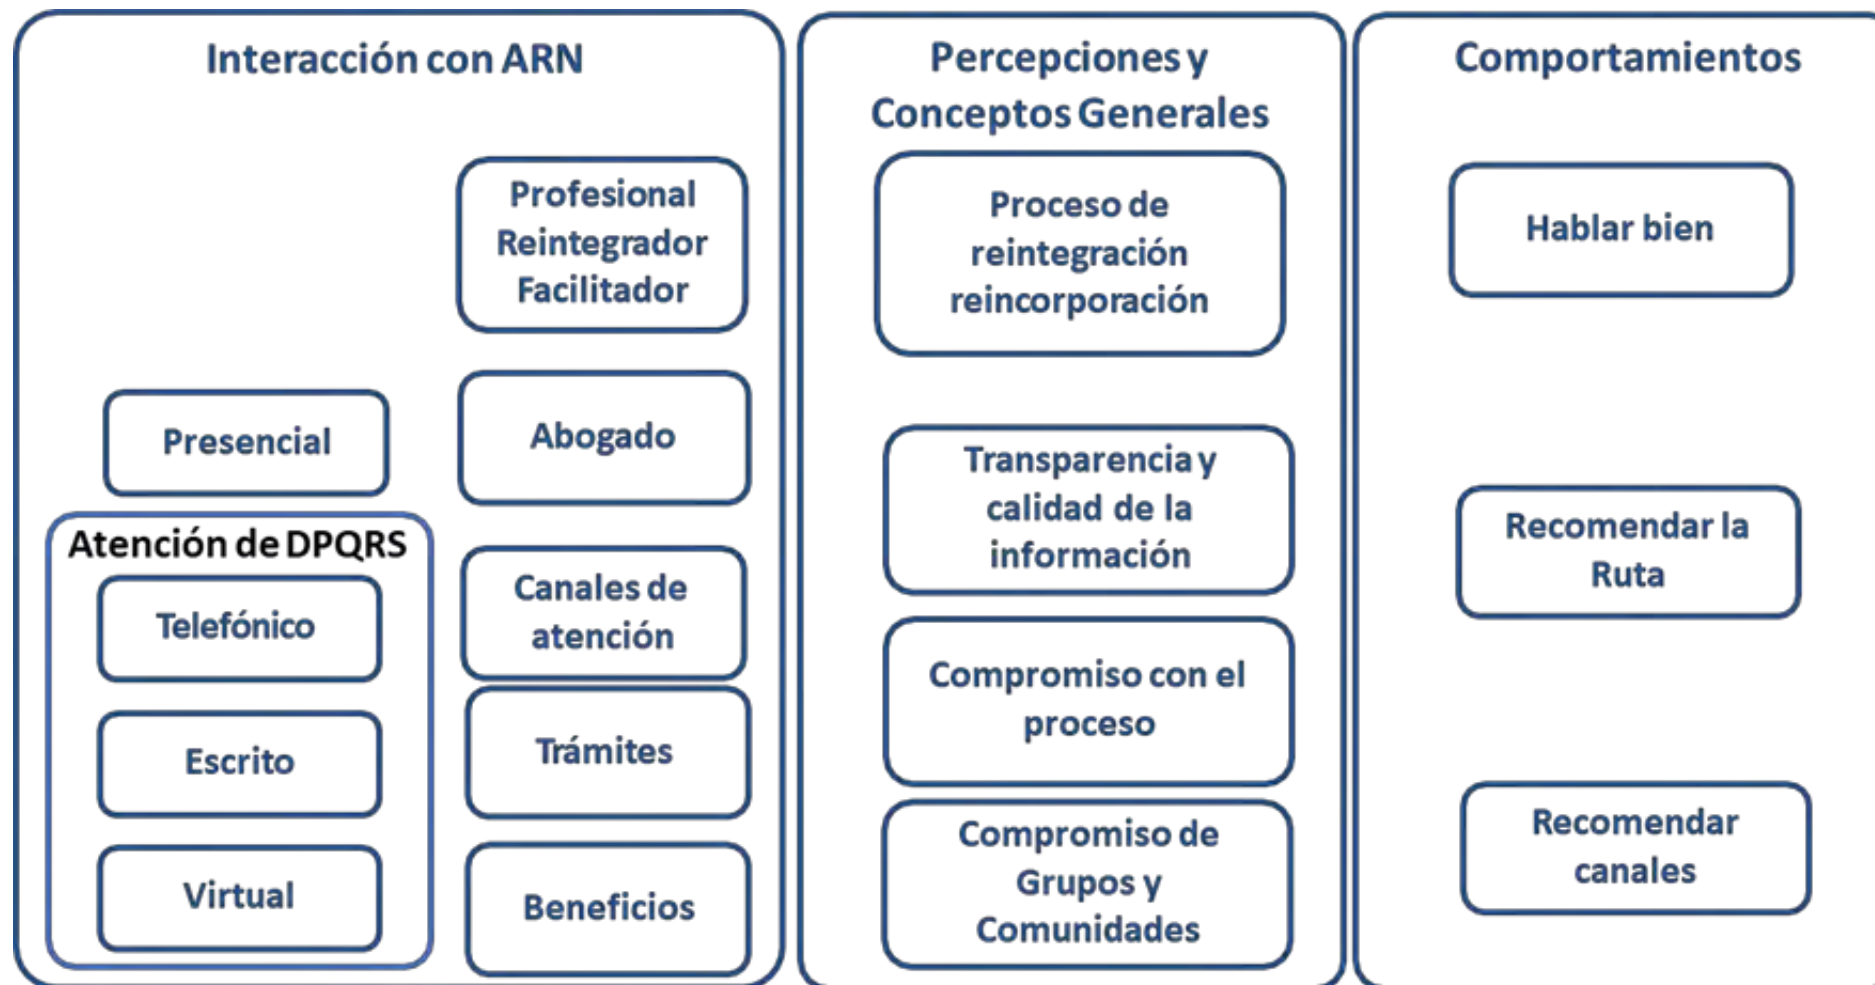 Interacción con ARN
Profesional
Reintegrador
Facilitador
Presencial
Abogado
Atención de DPQRS
Telefónico
Escrito
Virtual
Canales de
atención
Trámites
Beneficios
Percepciones y
Conceptos Generales
Proceso de
reintegración
reincorporación
Transparencia y
calidad de la
información
Compromiso con el
proceso
Compromiso de
Grupos y
Comunidades
Comportamientos
Hablar bien
Recomendar la
Ruta
Recomendar
canales